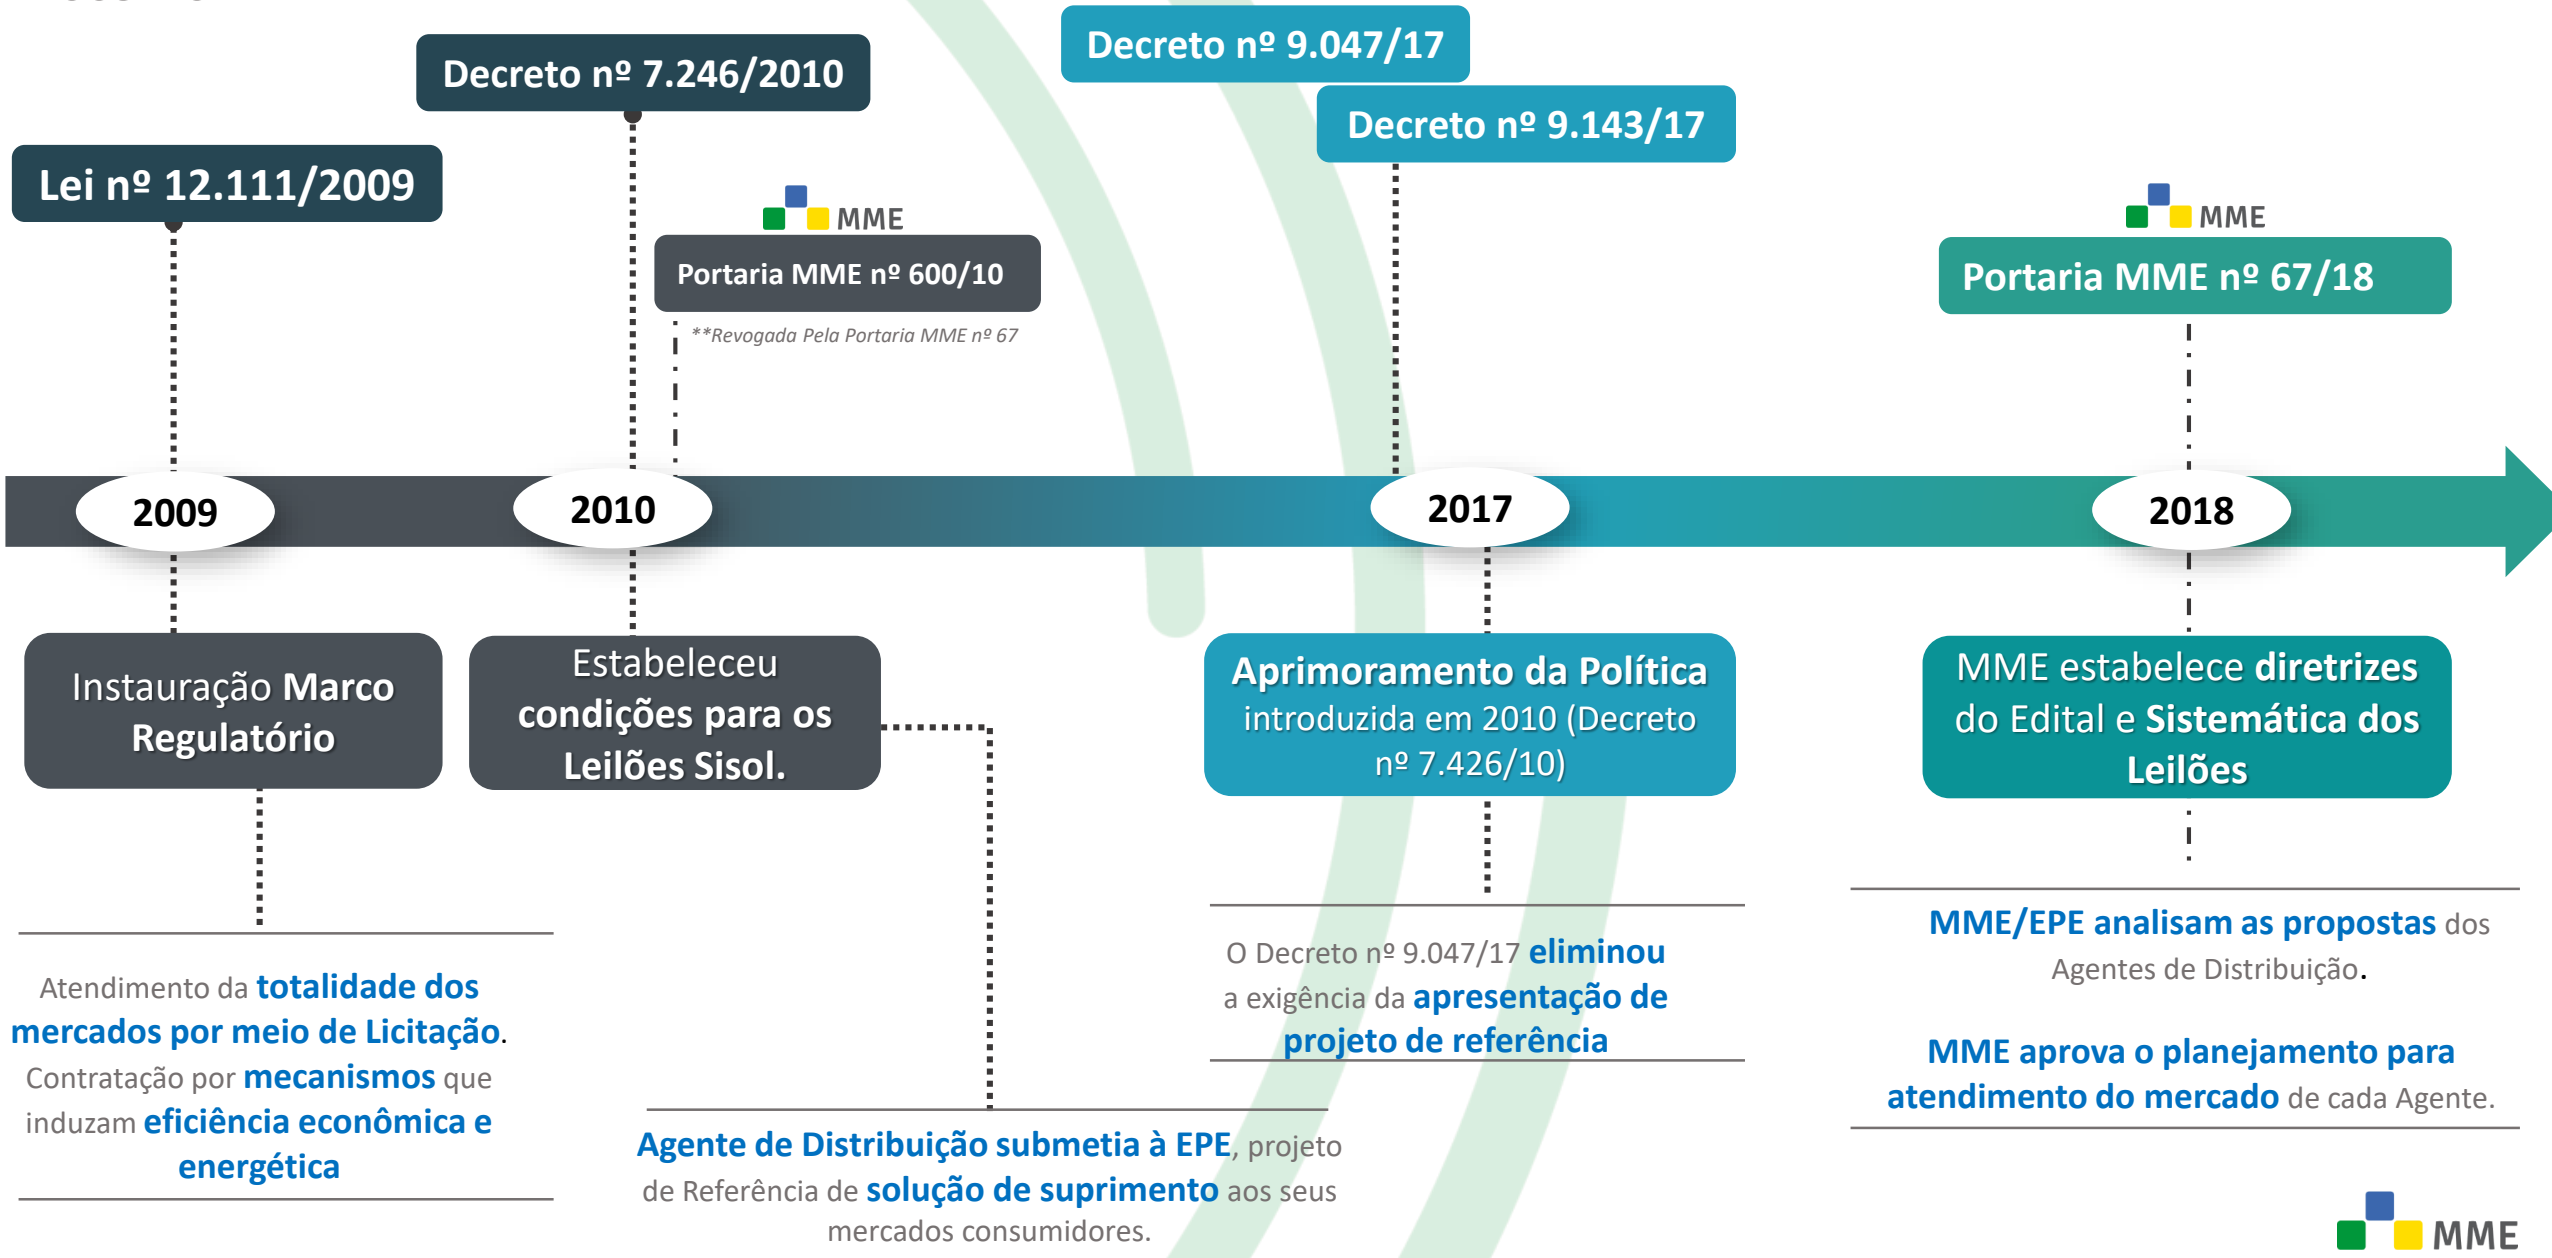 Decreto nº 7.246/2010
Lei nº 12.111/2009
MME
Portaria MME nº 600/10
**Revogada Pela Portaria MME nº 67
Decreto nº 9.047/17
Decreto nº 9.143/17
MME
Portaria MME nº 67/18
2009
2010
2017
2018
Instauração Marco
Regulatório
Estabeleceu
condições para os
Leilões Sisol.
Aprimoramento da Política
introduzida em 2010 (Decreto
nº 7.426/10)
MME estabelece diretrizes
do Edital e Sistemática dos
Leilões
Atendimento da totalidade dos
mercados por meio de Licitação.
Contratação por mecanismos que
induzam eficiência econômica e
energética
Agente de Distribuição submetia à EPE, projeto
de Referência de solução de suprimento aos seus
mercados consumidores.
O Decreto nº 9.047/17 eliminou
a exigência da apresentação de
projeto de referência
MME/EPE analisam as propostas dos
Agentes de Distribuição.
MME aprova o planejamento para
atendimento do mercado de cada Agente.
MME